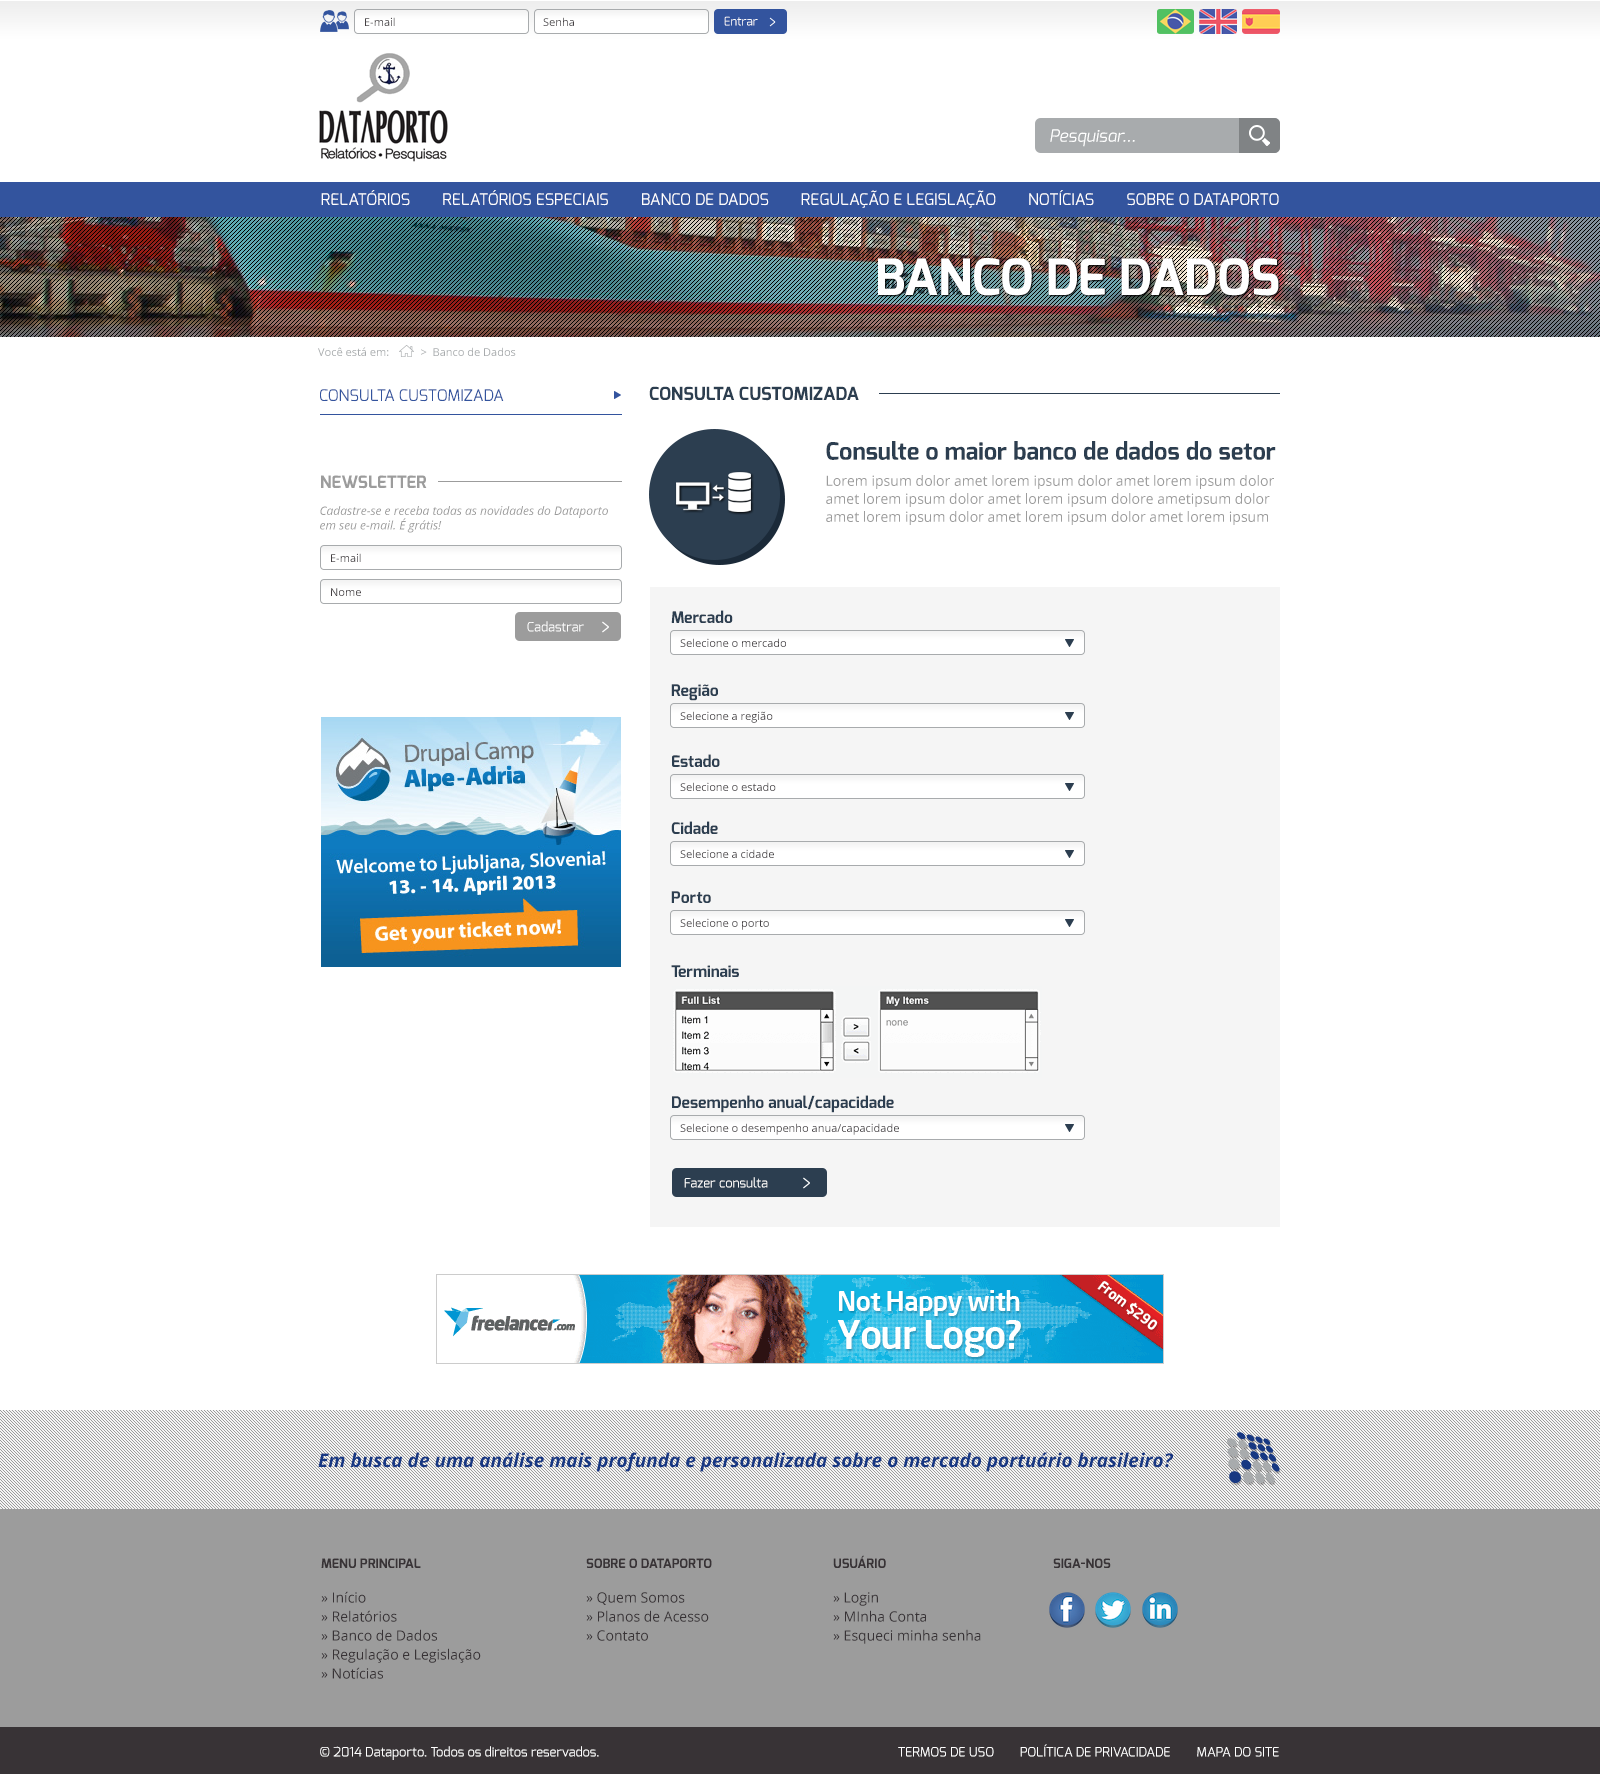 E-mail
Senha
Entrar
DATAPORTO
Relatórios • Pesquisas
Pesquisar...
RELATÓRIOS
RELATÓRIOS ESPECIAIS
BANCO DE DADOS
REGULAÇÃO E LEGISLAÇÃO
NOTÍCIAS
SOBRE O DATAPORTO
BANCO DE DADOS
Você está em: > Banco de Dados
CONSULTA CUSTOMIZADA
NEWSLETTER
Cadastre-se e receba todas as novidades do Dataporto
em seu e-mail. É grátis!
E-mail
Nome
Cadastrar >
Drupal Camp
Alpe-Adria
Welcome to Ljubljana, Slovenia!
13. - 14. April 2013
Get your ticket now!
CONSULTA CUSTOMIZADA
Consulte o maior banco de dados do setor
Lorem ipsum dolor amet lorem ipsum dolor amet lorem ipsum dolor
amet lorem ipsum dolor amet lorem ipsum dolore ametipsum dolor
amet lorem ipsum dolor amet lorem ipsum dolor amet lorem ipsum
Mercado
Selecione o mercado
Região
Selecione a região
Estado
Selecione o estado
Cidade
Selecione a cidade
Porto
Selecione o porto
Terminais
Full List
Item 1
Item 2
Item 3
Item 4
>
<
My Items
none
Desempenho anual/capacidade
Selecione o desempenho anua/capacidade
Fazer consulta >
freelancer.com
Not Happy with
Your Logo?
From $290
Em busca de uma análise mais profunda e personalizada sobre o mercado portuário brasileiro?
MENU PRINCIPAL
» Início
» Relatórios
» Banco de Dados
» Regulação e Legislação
» Notícias
SOBRE O DATAPORTO
» Quem Somos
» Planos de Acesso
» Contato
USUÁRIO
» Login
» MInha Conta
» Esqueci minha senha
SIGA-NOS
f
in
© 2014 Dataporto. Todos os direitos reservados.
TERMOS DE USO
POLÍTICA DE PRIVACIDADE
MAPA DO SITE